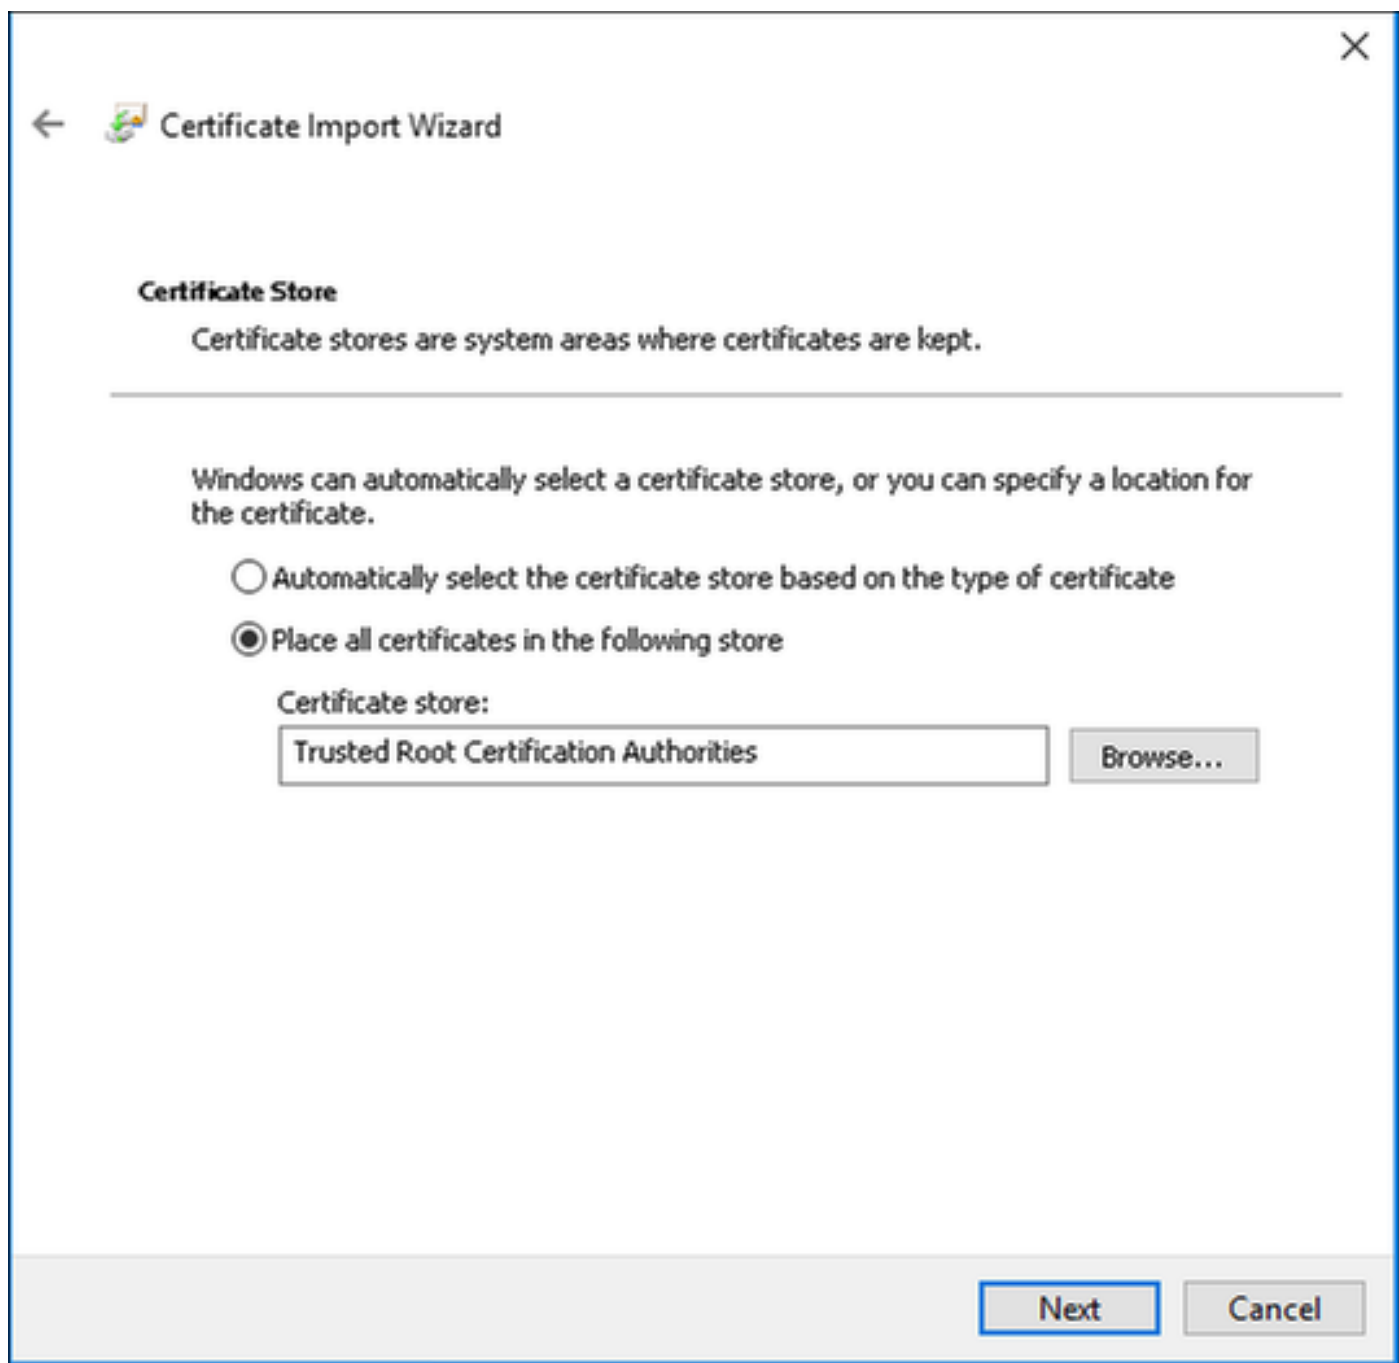 Certificate Import Wizard
Certificate Store
Certificate stores are system areas where certificates are kept.
Windows can automatically select a certificate store, or you can specify a location for
the certificate.
Automatically select the certificate store based on the type of certificate
Place all certificates in the following store
Certificate store:
Trusted Root Certification Authorities
Browse...
Next
Cancel